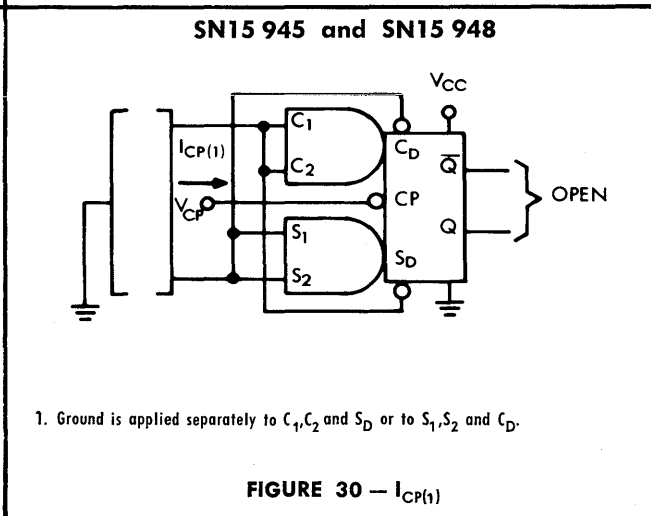 SN15 945 and SN15 948
VCC
C1
ICP(1)
CD
Q̅
C2
CP
OPEN
VCP
S1
Q
SD
S2
1. Ground is applied separately to C1,C2 and SD or to S1,S2 and CD.
FIGURE 30 — ICP(1)